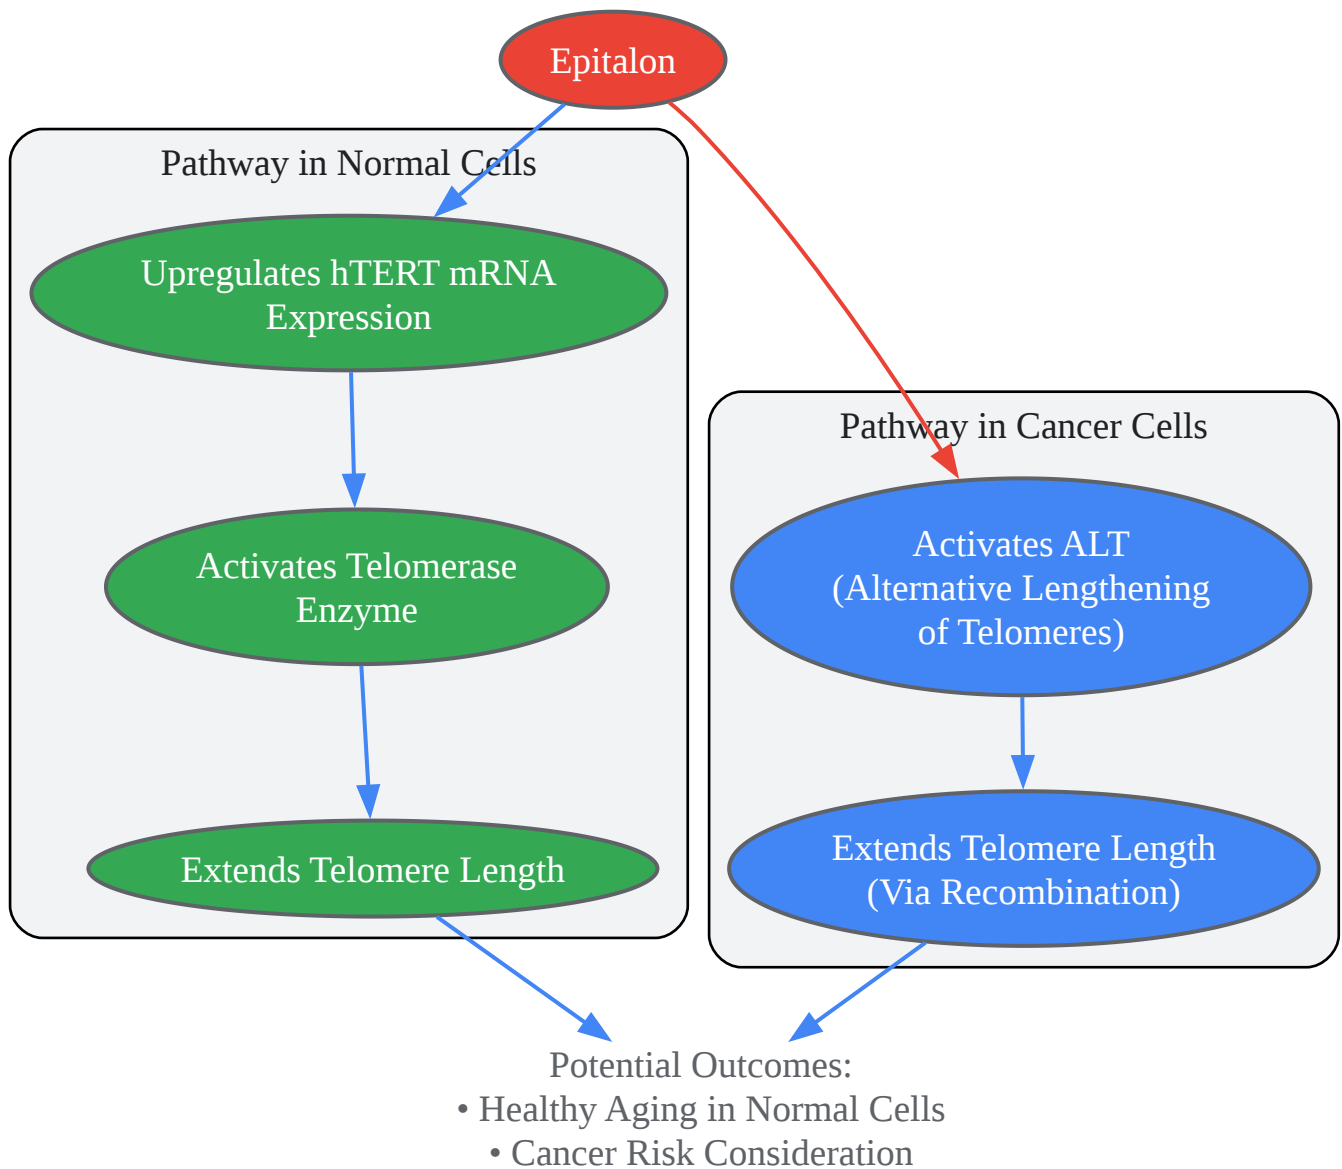 Epitalon
Pathway in Normal Cells
Upregulates hTERT mRNA
Expression
Activates Telomerase
Enzyme
Extends Telomere Length
Pathway in Cancer Cells
Activates ALT
(Alternative Lengthening
of Telomeres)
Extends Telomere Length
(Via Recombination)
Potential Outcomes:
• Healthy Aging in Normal Cells
• Cancer Risk Consideration